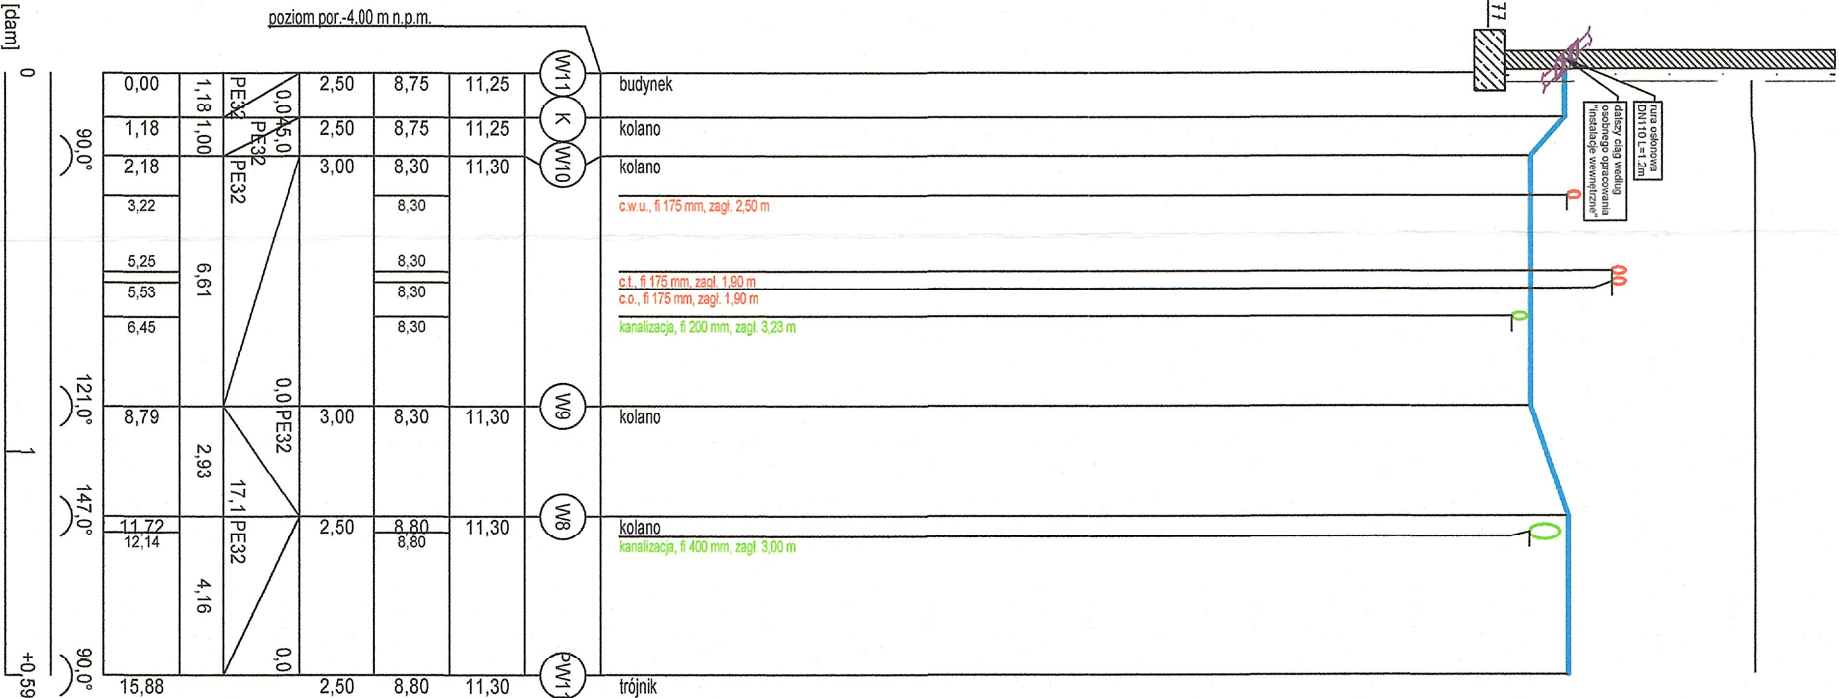 poziom por.-4,00 m n.p.m.
77
[dam]
0
0,00
1,18
PE32
0,0
2,50
8,75
11,25
W11
budynek
rura osłonowa
DN110 L=1.2m
dalszy ciąg według
osobnego opracowania
"instalacje wewnętrzne"
1,18
1,00
PE32
45,0
2,50
8,75
11,25
K
kolano
90,0°
2,18
PE32
3,00
8,30
11,30
W10
kolano
3,22
8,30
c.w.u., fi 175 mm, zagł. 2,50 m
5,25
6,61
8,30
c.t., fi 175 mm, zagł. 1,90 m
5,53
8,30
c.o., fi 175 mm, zagł. 1,90 m
6,45
8,30
kanalizacja, fi 200 mm, zagł. 3,23 m
121,0°
8,79
0,0 PE32
3,00
8,30
11,30
W9
kolano
1
2,93
147,0°
11,72
17,1 PE32
2,50
8,80
11,30
W8
kolano
12,14
8,80
kanalizacja, fi 400 mm, zagł. 3,00 m
4,16
+0,59
90,0°
15,88
0,0
2,50
8,80
11,30
trójnik